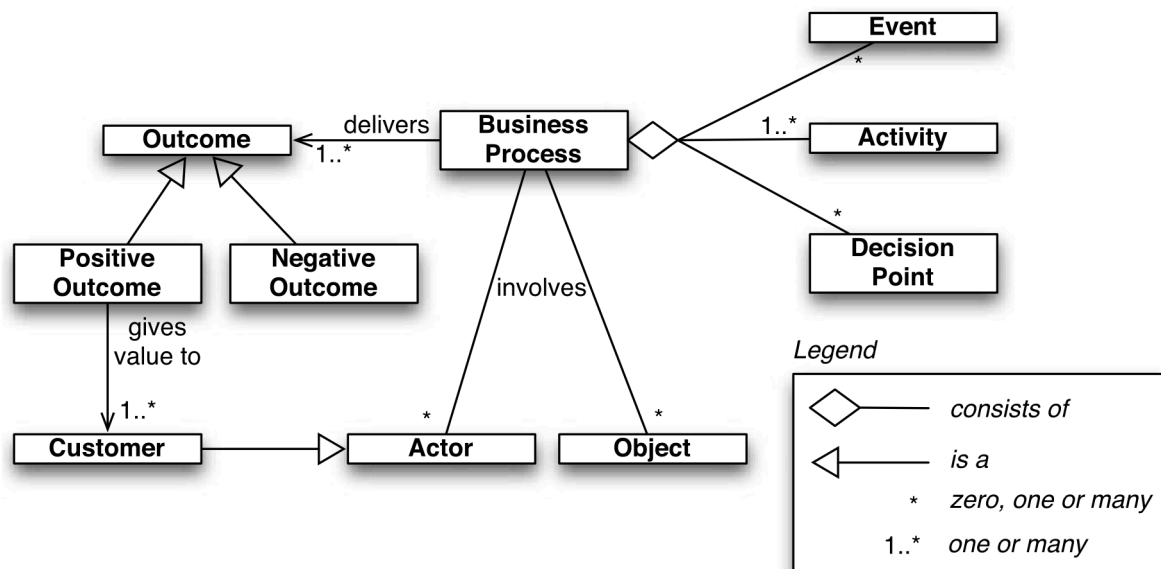 Event
*
delivers
Business
Process
1..*
Activity
Outcome
1..*
*
Decision
Point
Positive
Outcome
Negative
Outcome
involves
gives
value to
Legend
1..*
*
*
consists of
Customer
Actor
Object
is a
* zero, one or many
1..* one or many